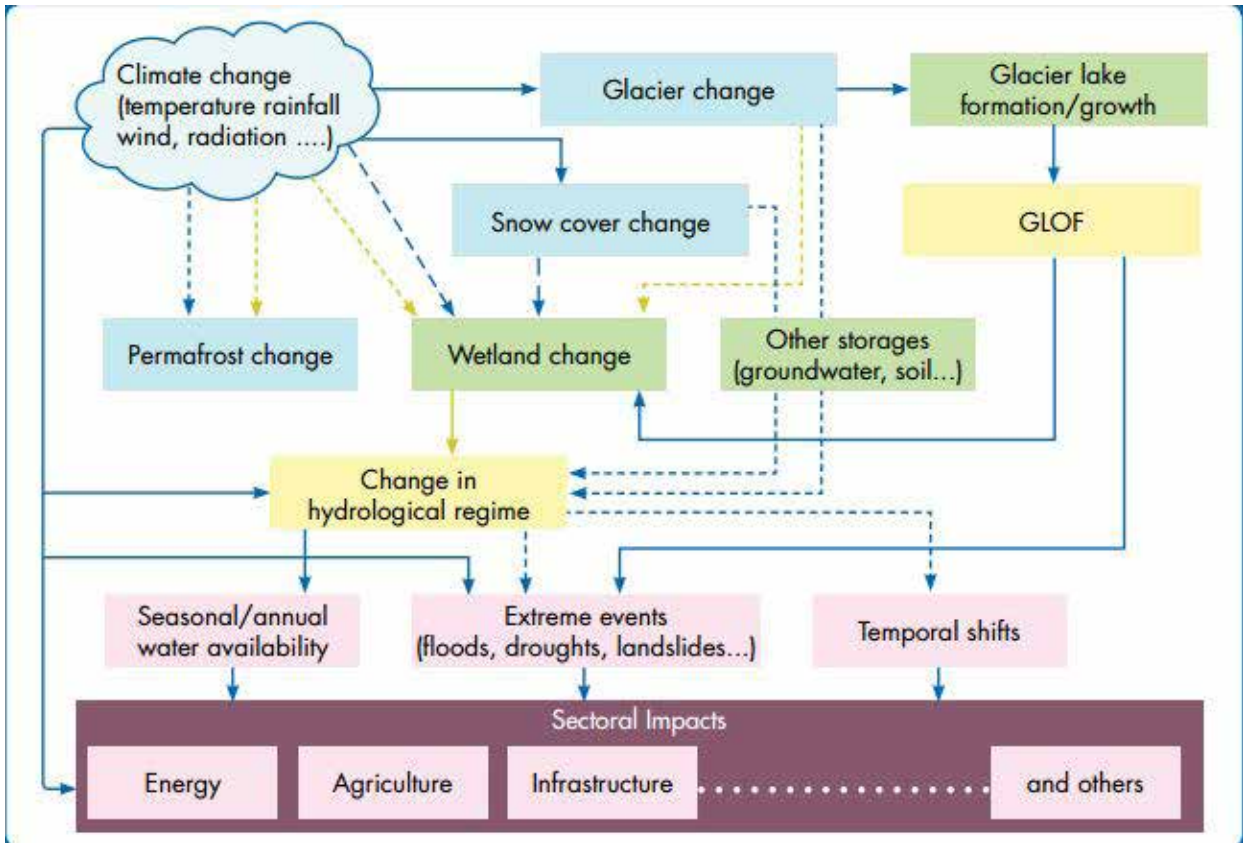 Climate change
(temperature rainfall
wind, radiation ....)
Glacier change
Glacier lake
formation/growth
Snow cover change
GLOF
Permafrost change
Wetland change
Other storages
(groundwater, soil...)
Change in
hydrological regime
Seasonal/annual
water availability
Extreme events
(floods, droughts, landslides...)
Temporal shifts
Sectoral Impacts
Energy
Agriculture
Infrastructure
and others